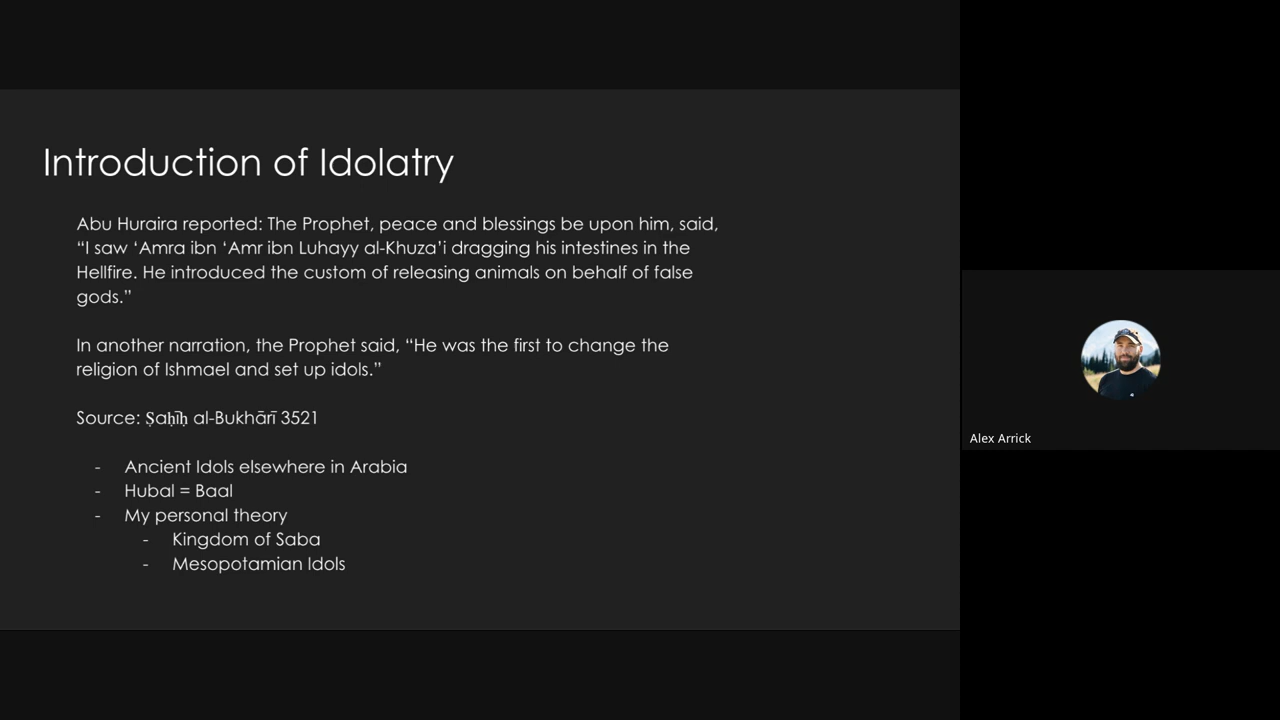 Introduction of Idolatry
Abu Huraira reported: The Prophet, peace and blessings be upon him, said,
“I saw ‘Amra ibn ‘Amr ibn Luhayy al-Khuza’i dragging his intestines in the
Hellfire. He introduced the custom of releasing animals on behalf of false
gods.”
In another narration, the Prophet said, “He was the first to change the
religion of Ishmael and set up idols.”
Source: Ṣaḥīḥ al-Bukhārī 3521
- Ancient Idols elsewhere in Arabia
- Hubal = Baal
- My personal theory
- Kingdom of Saba
- Mesopotamian Idols
Alex Arrick